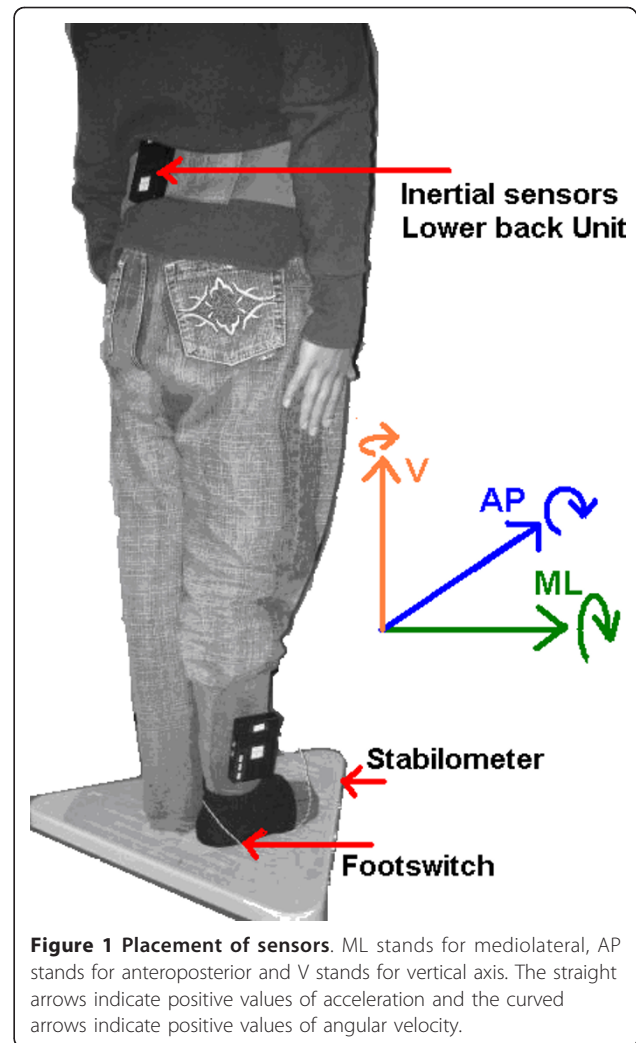 Inertial sensors
Lower back Unit
V
AP
ML
Stabilometer
Footswitch
Figure 1 Placement of sensors. ML stands for mediolateral, AP
stands for anteroposterior and V stands for vertical axis. The straight
arrows indicate positive values of acceleration and the curved
arrows indicate positive values of angular velocity.